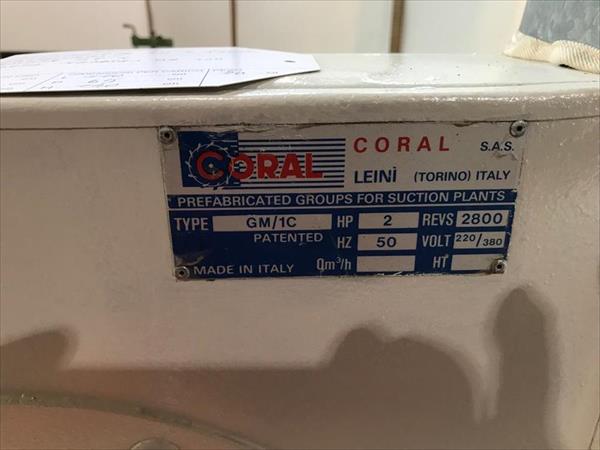 CORAL
CORAL S.A.S.
LEINÌ (TORINO) ITALY
PREFABRICATED GROUPS FOR SUCTION PLANTS
TYPE GM/1C HP 2 REVS 2800
PATENTED HZ 50 VOLT 220/380
MADE IN ITALY Qm³/h HT